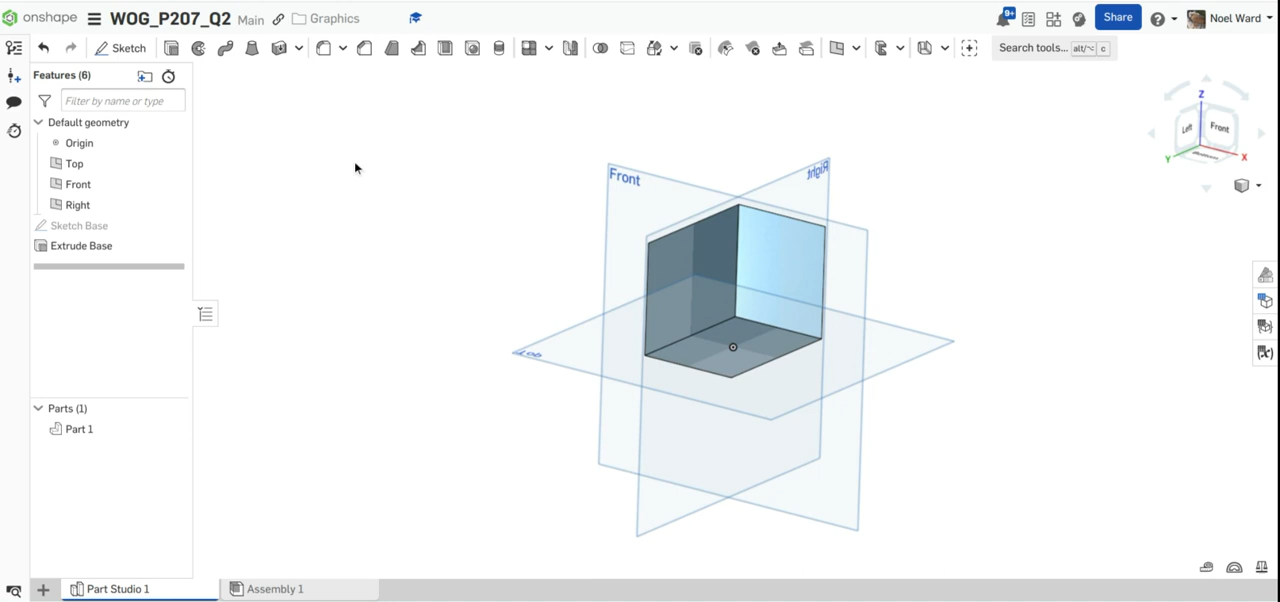 onshape WOG_P207_Q2 Main Graphics 9+ Share Noel Ward
Sketch Search tools... alt/⌥ c
Features (6)
Filter by name or type
Default geometry
Origin
Top
Front
Right
Sketch Base
Extrude Base
Parts (1)
Part 1
Front
Right
Top
Z
Left
Front
Y
X
Part Studio 1
Assembly 1